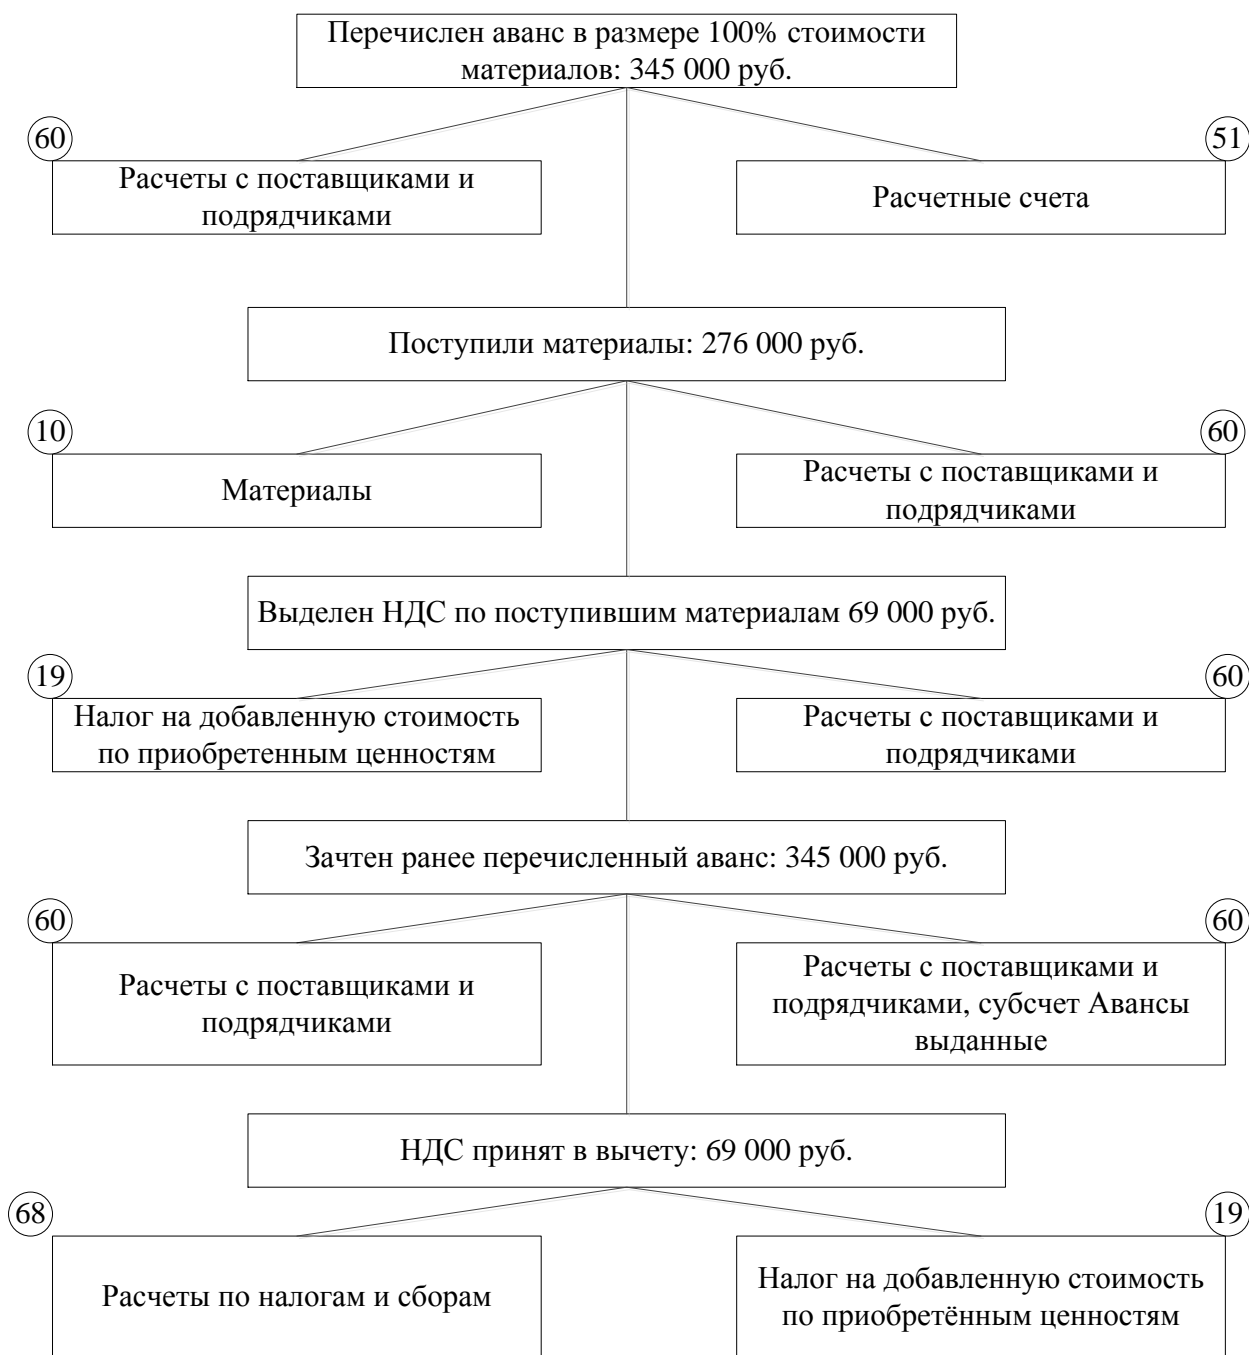 Перечислен аванс в размере 100% стоимости
материалов: 345 000 руб.
60
51
Расчеты с поставщиками и
подрядчиками
Расчетные счета
Поступили материалы: 276 000 руб.
10
60
Материалы
Расчеты с поставщиками и
подрядчиками
Выделен НДС по поступившим материалам 69 000 руб.
19
60
Налог на добавленную стоимость
по приобретенным ценностям
Расчеты с поставщиками и
подрядчиками
Зачтен ранее перечисленный аванс: 345 000 руб.
60
60
Расчеты с поставщиками и
подрядчиками
Расчеты с поставщиками и
подрядчиками, субсчет Авансы
выданные
НДС принят в вычету: 69 000 руб.
68
19
Расчеты по налогам и сборам
Налог на добавленную стоимость
по приобретённым ценностям